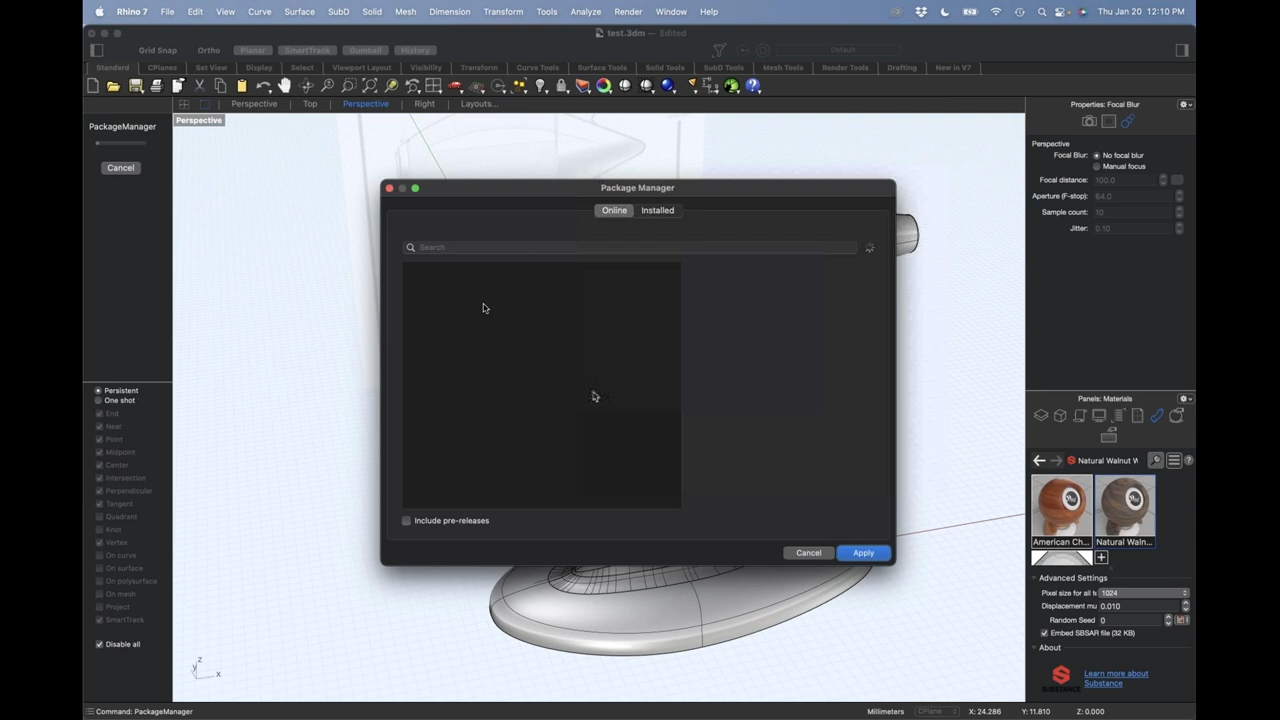 Rhino 7 File Edit View Curve Surface SubD Solid Mesh Dimension Transform Tools Analyze Render Window Help Thu Jan 20 12:10 PM
test.3dm — Edited
Grid Snap Ortho Planar SmartTrack Gumball History Default
Standard CPlanes Set View Display Select Viewport Layout Visibility Transform Curve Tools Surface Tools Solid Tools SubD Tools Mesh Tools Render Tools Drafting New in V7
Perspective Top Perspective Right Layouts...
PackageManager
Cancel
Perspective
Package Manager
Online Installed
Search
Include pre-releases
Cancel Apply
Persistent
One shot
End
Near
Point
Midpoint
Center
Intersection
Perpendicular
Tangent
Quadrant
Knot
Vertex
On curve
On surface
On polysurface
On mesh
Project
SmartTrack
Disable all
z
y
x
Properties: Focal Blur
Perspective
Focal Blur: No focal blur
Manual focus
Focal distance: 100.0
Aperture (F-stop): 64.0
Sample count: 10
Jitter: 0.10
Panels: Materials
Natural Walnut W
American Ch... Natural Waln...
Advanced Settings
Pixel size for all te 1024
Displacement mu 0.010
Random Seed 0
Embed SBSAR file (32 KB)
About
Learn more about
Substance
SUBSTANCE
Command: PackageManager Millimeters CPlane X: 24.286 Y: 11.810 Z: 0.000